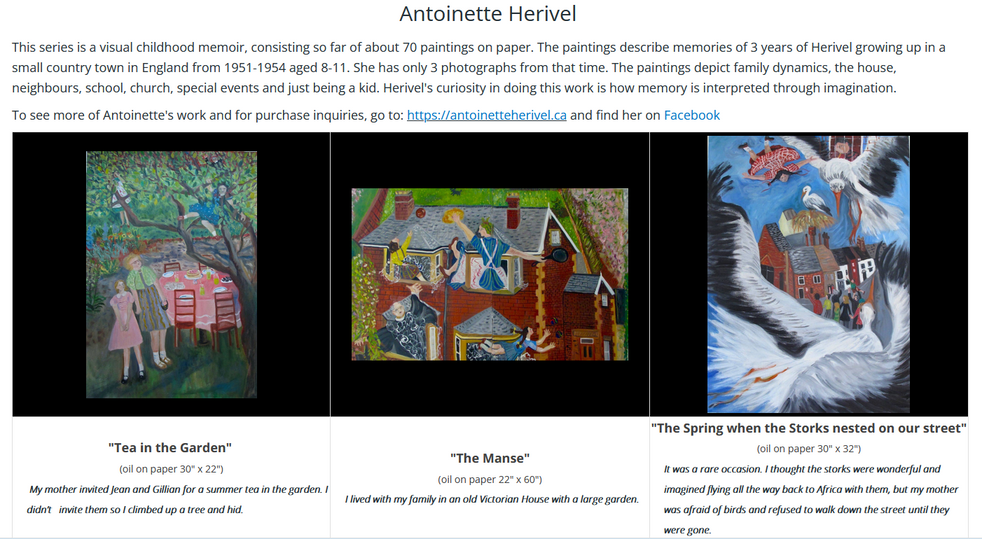 Antoinette Herivel
This series is a visual childhood memoir, consisting so far of about 70 paintings on paper. The paintings describe memories of 3 years of Herivel growing up in a
small country town in England from 1951-1954 aged 8-11. She has only 3 photographs from that time. The paintings depict family dynamics, the house,
neighbours, school, church, special events and just being a kid. Herivel's curiosity in doing this work is how memory is interpreted through imagination.
To see more of Antoinette's work and for purchase inquiries, go to: https://antoinetteherivel.ca and find her on Facebook
"Tea in the Garden"
(oil on paper 30" x 22")
My mother invited Jean and Gillian for a summer tea in the garden. I
didn't invite them so I climbed up a tree and hid.
"The Manse"
(oil on paper 22" x 60")
I lived with my family in an old Victorian House with a large garden.
"The Spring when the Storks nested on our street"
(oil on paper 30" x 32")
It was a rare occasion. I thought the storks were wonderful and
imagined flying all the way back to Africa with them, but my mother
was afraid of birds and refused to walk down the street until they
were gone.